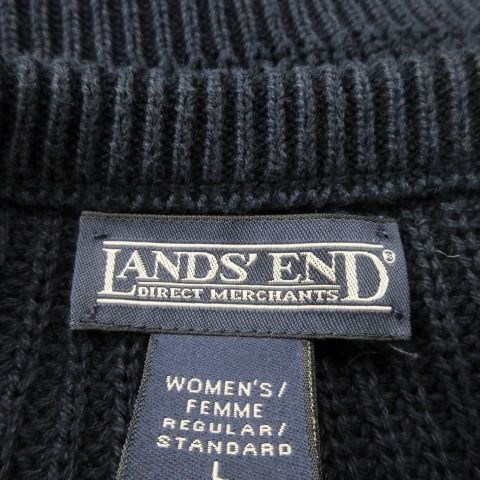 LANDS' END®
DIRECT MERCHANTS
WOMEN'S/
FEMME
REGULAR/
STANDARD
L